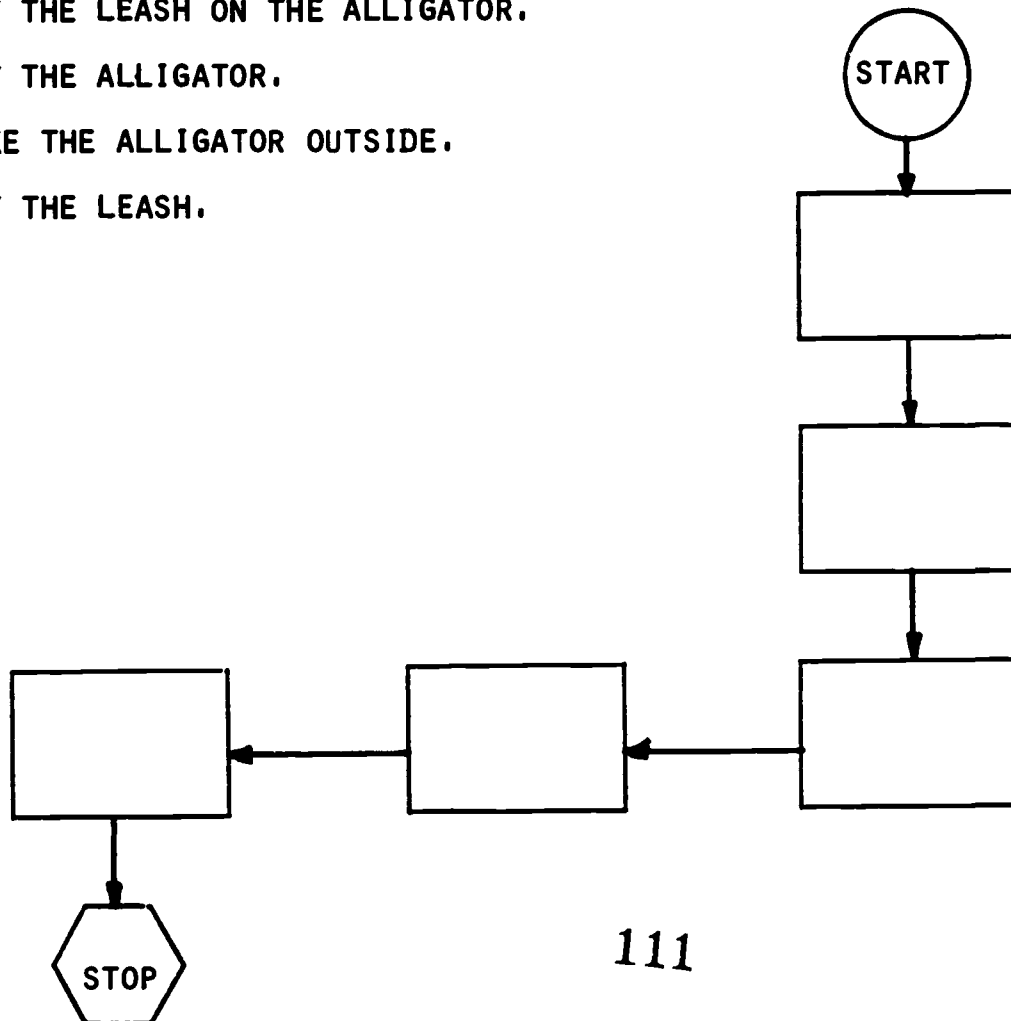 THE LEASH ON THE ALLIGATOR.
THE ALLIGATOR.
THE ALLIGATOR OUTSIDE.
THE LEASH.
START
STOP
111